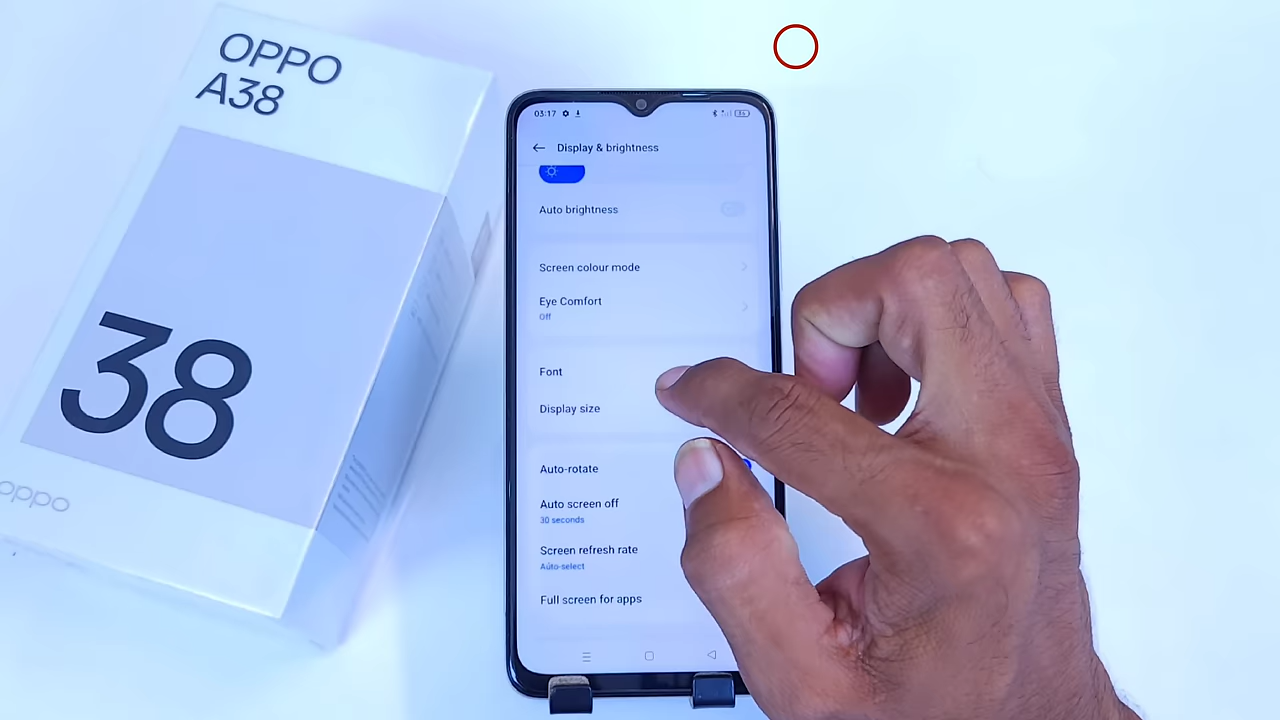 OPPO
A38
38
oppo
03:17
Display & brightness
Auto brightness
Screen colour mode
Eye Comfort
Off
Font
Display size
Auto-rotate
Auto screen off
30 seconds
Screen refresh rate
Auto-select
Full screen for apps